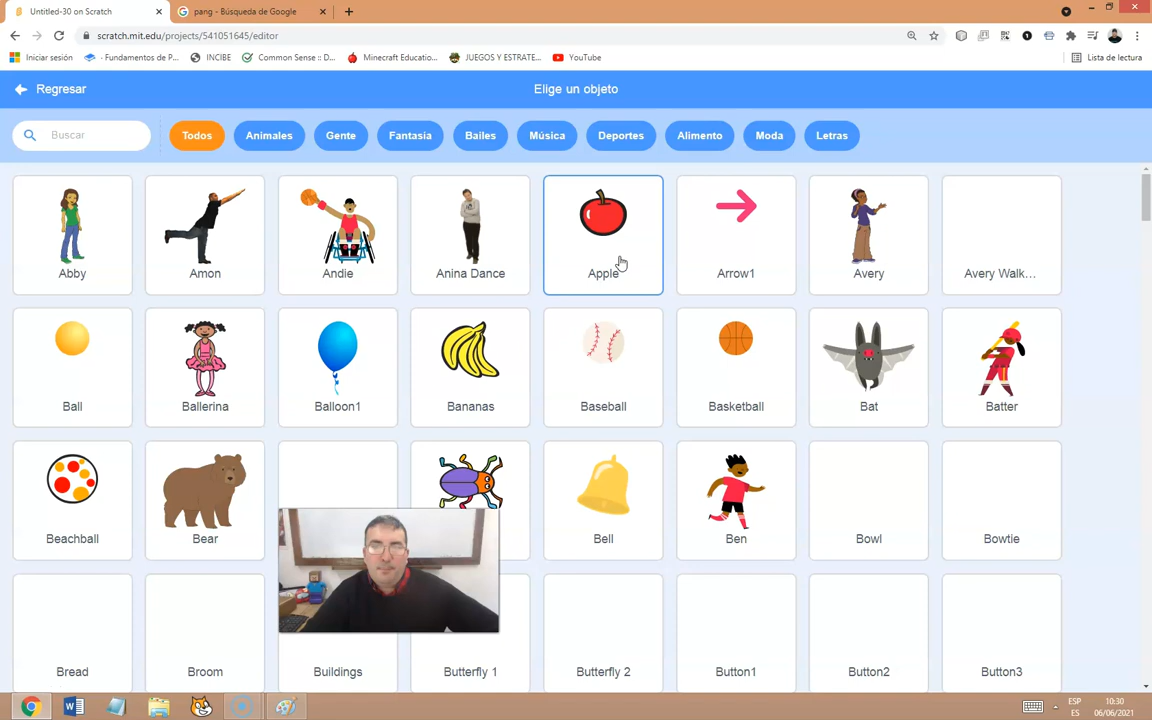 Untitled-30 on Scratch
pang - Búsqueda de Google
scratch.mit.edu/projects/541051645/editor
Iniciar sesión
- Fundamentos de P...
INCIBE
Common Sense :: D...
Minecraft Educatio...
JUEGOS Y ESTRATE...
YouTube
Lista de lectura
Regresar
Elige un objeto
Buscar
Todos
Animales
Gente
Fantasía
Bailes
Música
Deportes
Alimento
Moda
Letras
Abby
Amon
Andie
Anina Dance
Apple
Arrow1
Avery
Avery Walk...
Ball
Ballerina
Balloon1
Bananas
Baseball
Basketball
Bat
Batter
Beachball
Bear
Bell
Ben
Bowl
Bowtie
Bread
Broom
Buildings
Butterfly 1
Butterfly 2
Button1
Button2
Button3
ESP
ES
10:30
06/06/2021